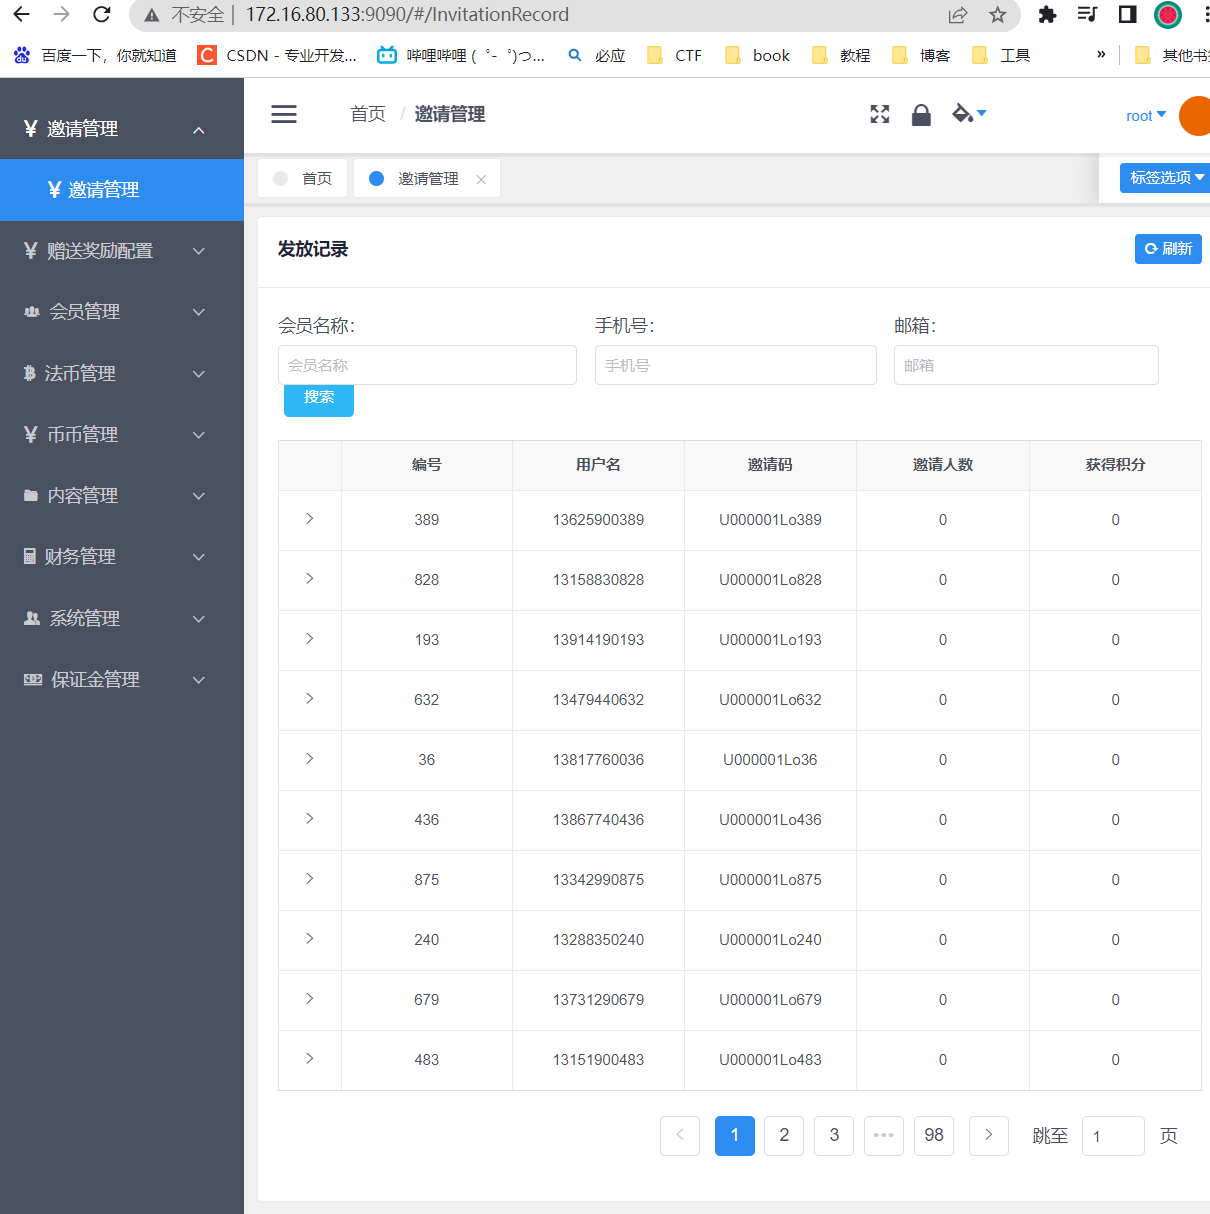 不安全 | 172.16.80.133:9090/#/InvitationRecord
百度一下，你就知道 CSDN - 专业开发... 哔哩哔哩 ( ゜- ゜)つ... 必应 CTF book 教程 博客 工具 » 其他书签
邀请管理
首页 / 邀请管理
root
邀请管理
首页
邀请管理
标签选项
赠送奖励配置
会员管理
法币管理
币币管理
内容管理
财务管理
系统管理
保证金管理
发放记录
刷新
会员名称: 手机号: 邮箱:
会员名称 手机号 邮箱
搜索
编号 用户名 邀请码 邀请人数 获得积分
389 13625900389 U000001Lo389 0 0
828 13158830828 U000001Lo828 0 0
193 13914190193 U000001Lo193 0 0
632 13479440632 U000001Lo632 0 0
36 13817760036 U000001Lo36 0 0
436 13867740436 U000001Lo436 0 0
875 13342990875 U000001Lo875 0 0
240 13288350240 U000001Lo240 0 0
679 13731290679 U000001Lo679 0 0
483 13151900483 U000001Lo483 0 0
1 2 3 ••• 98 跳至 1 页